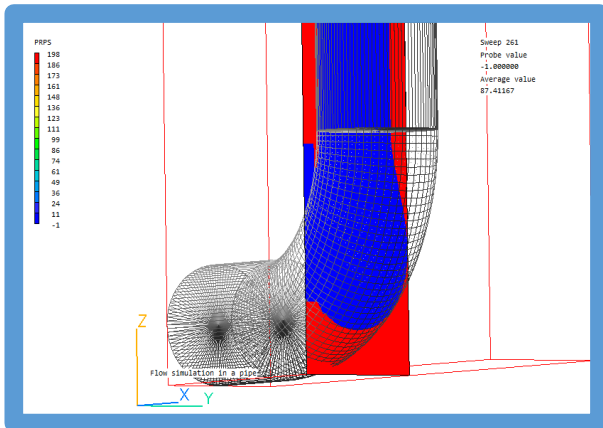 PRPS
198
186
173
161
148
136
123
111
99
86
74
61
49
36
24
11
-1
Sweep 261
Probe value
-1.000000
Average value
87.41167
Z
Flow simulation in a pipe
X
Y